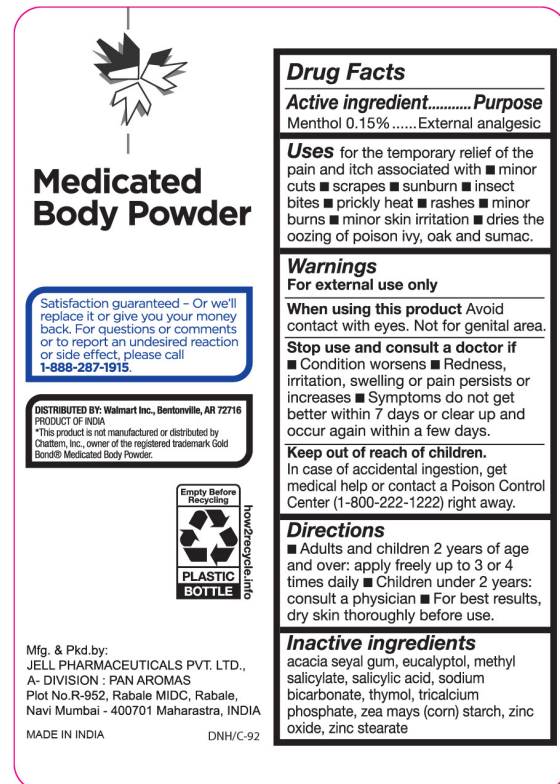 Medicated
Body Powder
Satisfaction guaranteed – Or we'll
replace it or give you your money
back. For questions or comments
or to report an undesired reaction
or side effect, please call
1-888-287-1915.
DISTRIBUTED BY: Walmart Inc., Bentonville, AR 72716
PRODUCT OF INDIA
*This product is not manufactured or distributed by
Chattem, Inc., owner of the registered trademark Gold
Bond® Medicated Body Powder.
Empty Before
Recycling
PLASTIC
BOTTLE
how2recycle.info
Mfg. & Pkd.by:
JELL PHARMACEUTICALS PVT. LTD.,
A- DIVISION : PAN AROMAS
Plot No.R-952, Rabale MIDC, Rabale,
Navi Mumbai - 400701 Maharastra, INDIA
MADE IN INDIA DNH/C-92
Drug Facts
Active ingredient...........Purpose
Menthol 0.15%......External analgesic
Uses for the temporary relief of the
pain and itch associated with ■ minor
cuts ■ scrapes ■ sunburn ■ insect
bites ■ prickly heat ■ rashes ■ minor
burns ■ minor skin irritation ■ dries the
oozing of poison ivy, oak and sumac.
Warnings
For external use only
When using this product Avoid
contact with eyes. Not for genital area.
Stop use and consult a doctor if
■ Condition worsens ■ Redness,
irritation, swelling or pain persists or
increases ■ Symptoms do not get
better within 7 days or clear up and
occur again within a few days.
Keep out of reach of children.
In case of accidental ingestion, get
medical help or contact a Poison Control
Center (1-800-222-1222) right away.
Directions
■ Adults and children 2 years of age
and over: apply freely up to 3 or 4
times daily ■ Children under 2 years:
consult a physician ■ For best results,
dry skin thoroughly before use.
Inactive ingredients
acacia seyal gum, eucalyptol, methyl
salicylate, salicylic acid, sodium
bicarbonate, thymol, tricalcium
phosphate, zea mays (corn) starch, zinc
oxide, zinc stearate